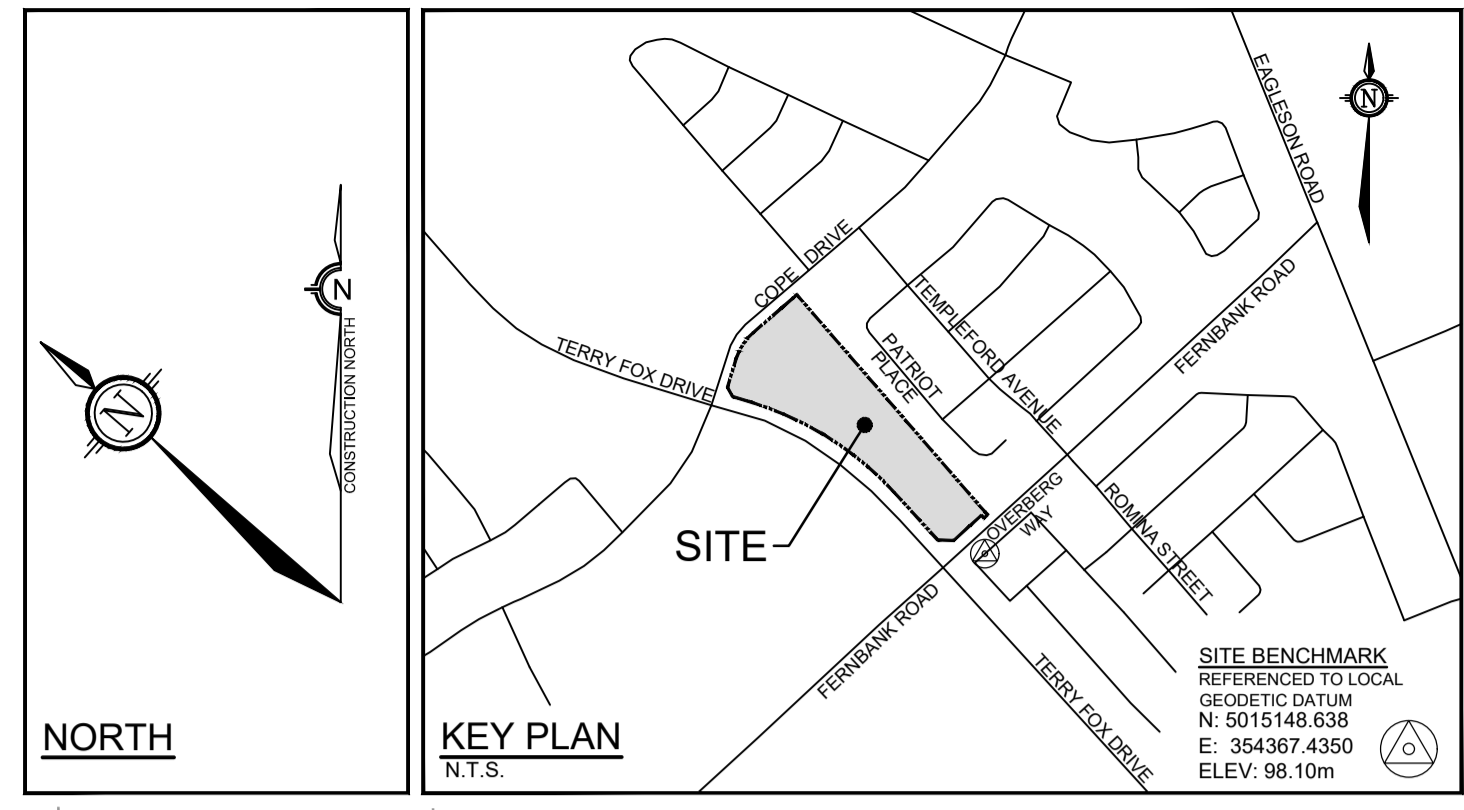 N
CONSTRUCTION NORTH
N
NORTH
EAGLESON ROAD
N
COPE DRIVE
TERRY FOX DRIVE
TEMPLEFORD AVENUE
PATRIOT
PLACE
FERNBANK ROAD
SITE
OVERBERG
WAY
ROMINA STREET
FERNBANK ROAD
TERRY FOX DRIVE
KEY PLAN
N.T.S.
SITE BENCHMARK
REFERENCED TO LOCAL
GEODETIC DATUM
N: 5015148.638
E: 354367.4350
ELEV: 98.10m